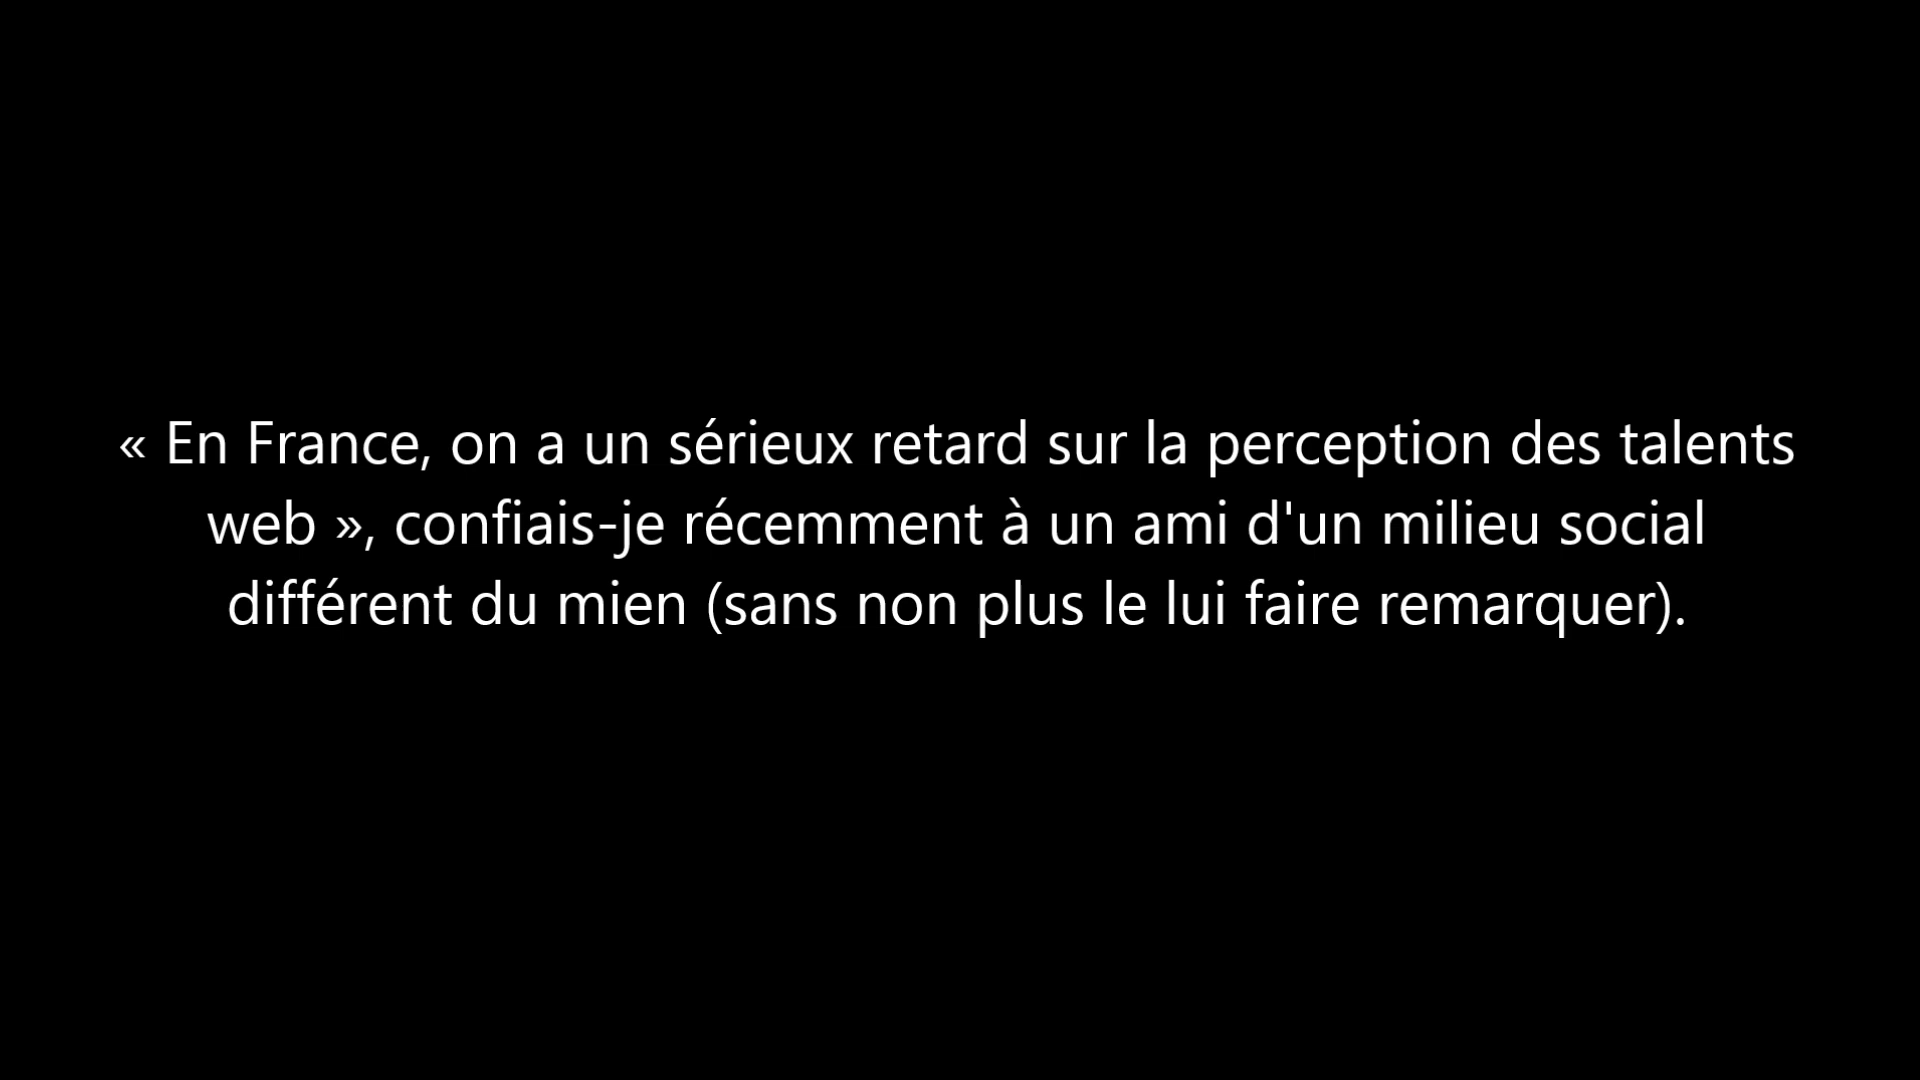 « En France, on a un sérieux retard sur la perception des talents
web », confiais-je récemment à un ami d'un milieu social
différent du mien (sans non plus le lui faire remarquer).